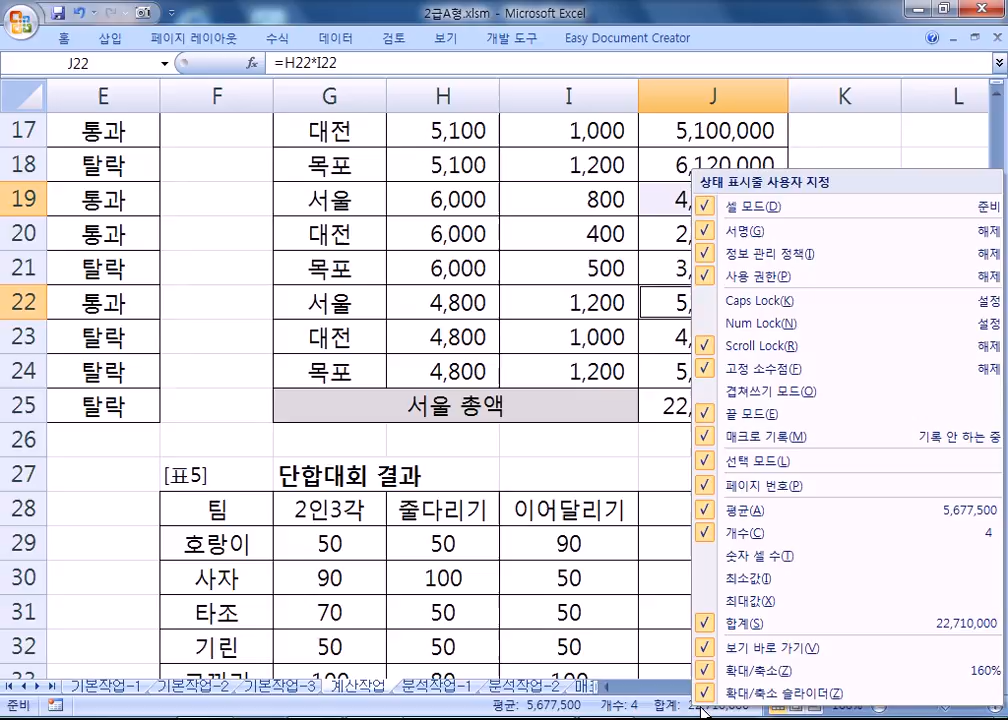 2급A형.xlsm - Microsoft Excel
홈 삽입 페이지 레이아웃 수식 데이터 검토 보기 개발 도구 Easy Document Creator
J22 fx =H22*I22
E F G H I J K L
17 통과 대전 5,100 1,000 5,100,000
18 탈락 목포 5,100 1,200 6,120,000
19 통과 서울 6,000 800 4,
20 통과 대전 6,000 400 2,
21 탈락 목포 6,000 500 3,
22 통과 서울 4,800 1,200 5,
23 탈락 대전 4,800 1,000 4,
24 탈락 목포 4,800 1,200 5,
25 탈락 서울 총액 22,
26
27 [표5] 단합대회 결과
28 팀 2인3각 줄다리기 이어달리기
29 호랑이 50 50 90
30 사자 90 100 50
31 타조 70 50 50
32 기린 50 50 50
상태 표시줄 사용자 지정
셀 모드(D) 준비
서명(G) 해제
정보 관리 정책(I) 해제
사용 권한(P) 해제
Caps Lock(K) 설정
Num Lock(N) 설정
Scroll Lock(R) 해제
고정 소수점(F) 해제
겹쳐쓰기 모드(O)
끝 모드(E)
매크로 기록(M) 기록 안 하는 중
선택 모드(L)
페이지 번호(P)
평균(A) 5,677,500
개수(C) 4
숫자 셀 수(T)
최소값(I)
최대값(X)
합계(S) 22,710,000
보기 바로 가기(V)
확대/축소(Z) 160%
확대/축소 슬라이더(Z)
기본작업-1 기본작업-2 기본작업-3 계산작업 분석작업-1 분석작업-2
준비 평균: 5,677,500 개수: 4 합계: 22,710,000